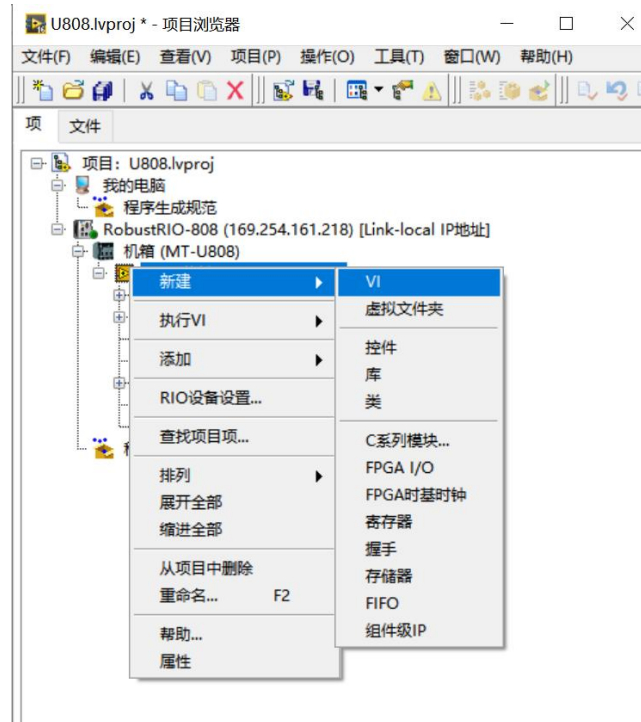 U808.lvproj * - 项目浏览器
文件(F) 编辑(E) 查看(V) 项目(P) 操作(O) 工具(T) 窗口(W) 帮助(H)
项 文件
项目: U808.lvproj
我的电脑
程序生成规范
RobustRIO-808 (169.254.161.218) [Link-local IP地址]
机箱 (MT-U808)
新建
执行VI
添加
RIO设备设置...
查找项目项...
排列
展开全部
缩进全部
从项目中删除
重命名... F2
帮助...
属性
VI
虚拟文件夹
控件
库
类
C系列模块...
FPGA I/O
FPGA时基时钟
寄存器
握手
存储器
FIFO
组件级IP